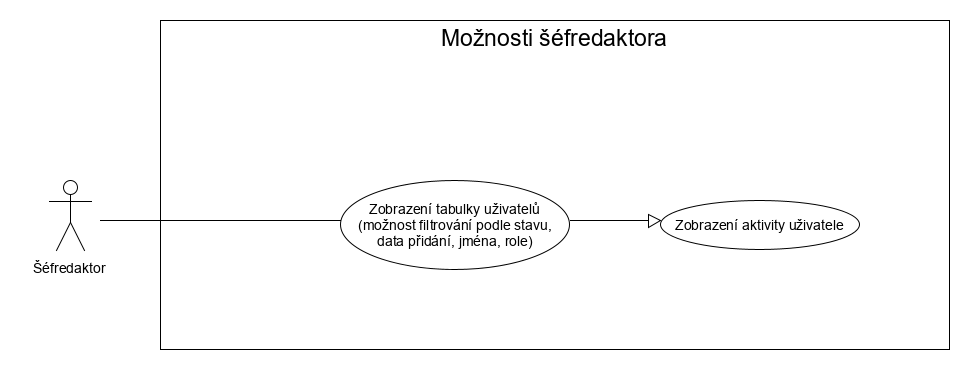 Možnosti šéfredaktora
Zobrazení tabulky uživatelů
(možnost filtrování podle stavu,
data přidání, jména, role)
Zobrazení aktivity uživatele
Šéfredaktor